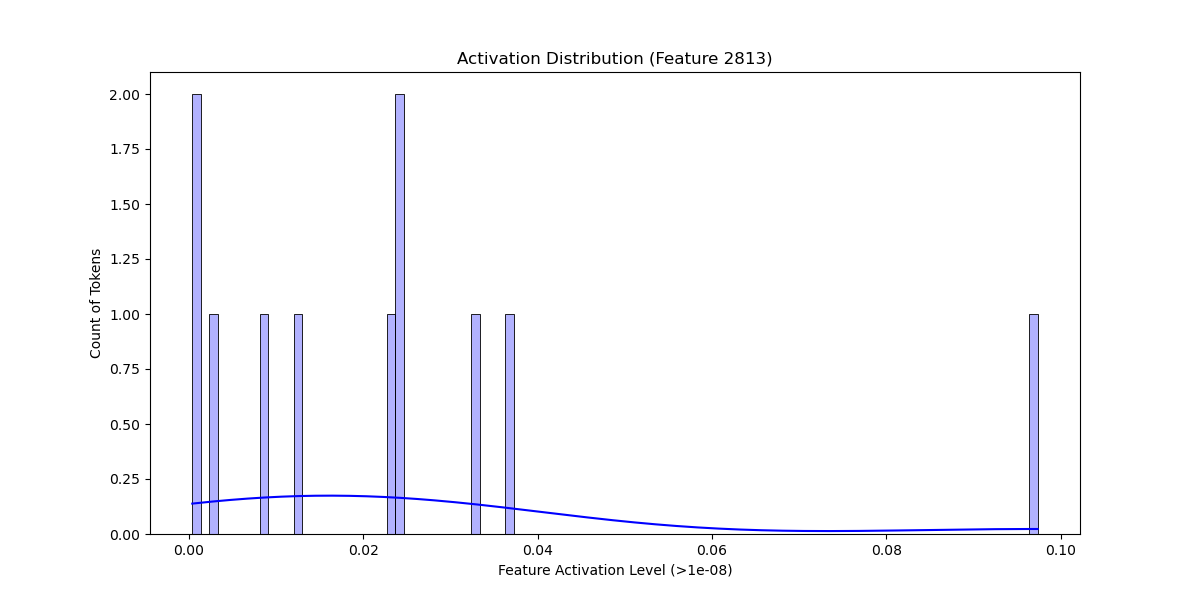 Activation Distribution (Feature 2813)
2.00
1.75
1.50
1.25
1.00
0.75
0.50
0.25
0.00
Count of Tokens
0.00 0.02 0.04 0.06 0.08 0.10
Feature Activation Level (>1e-08)